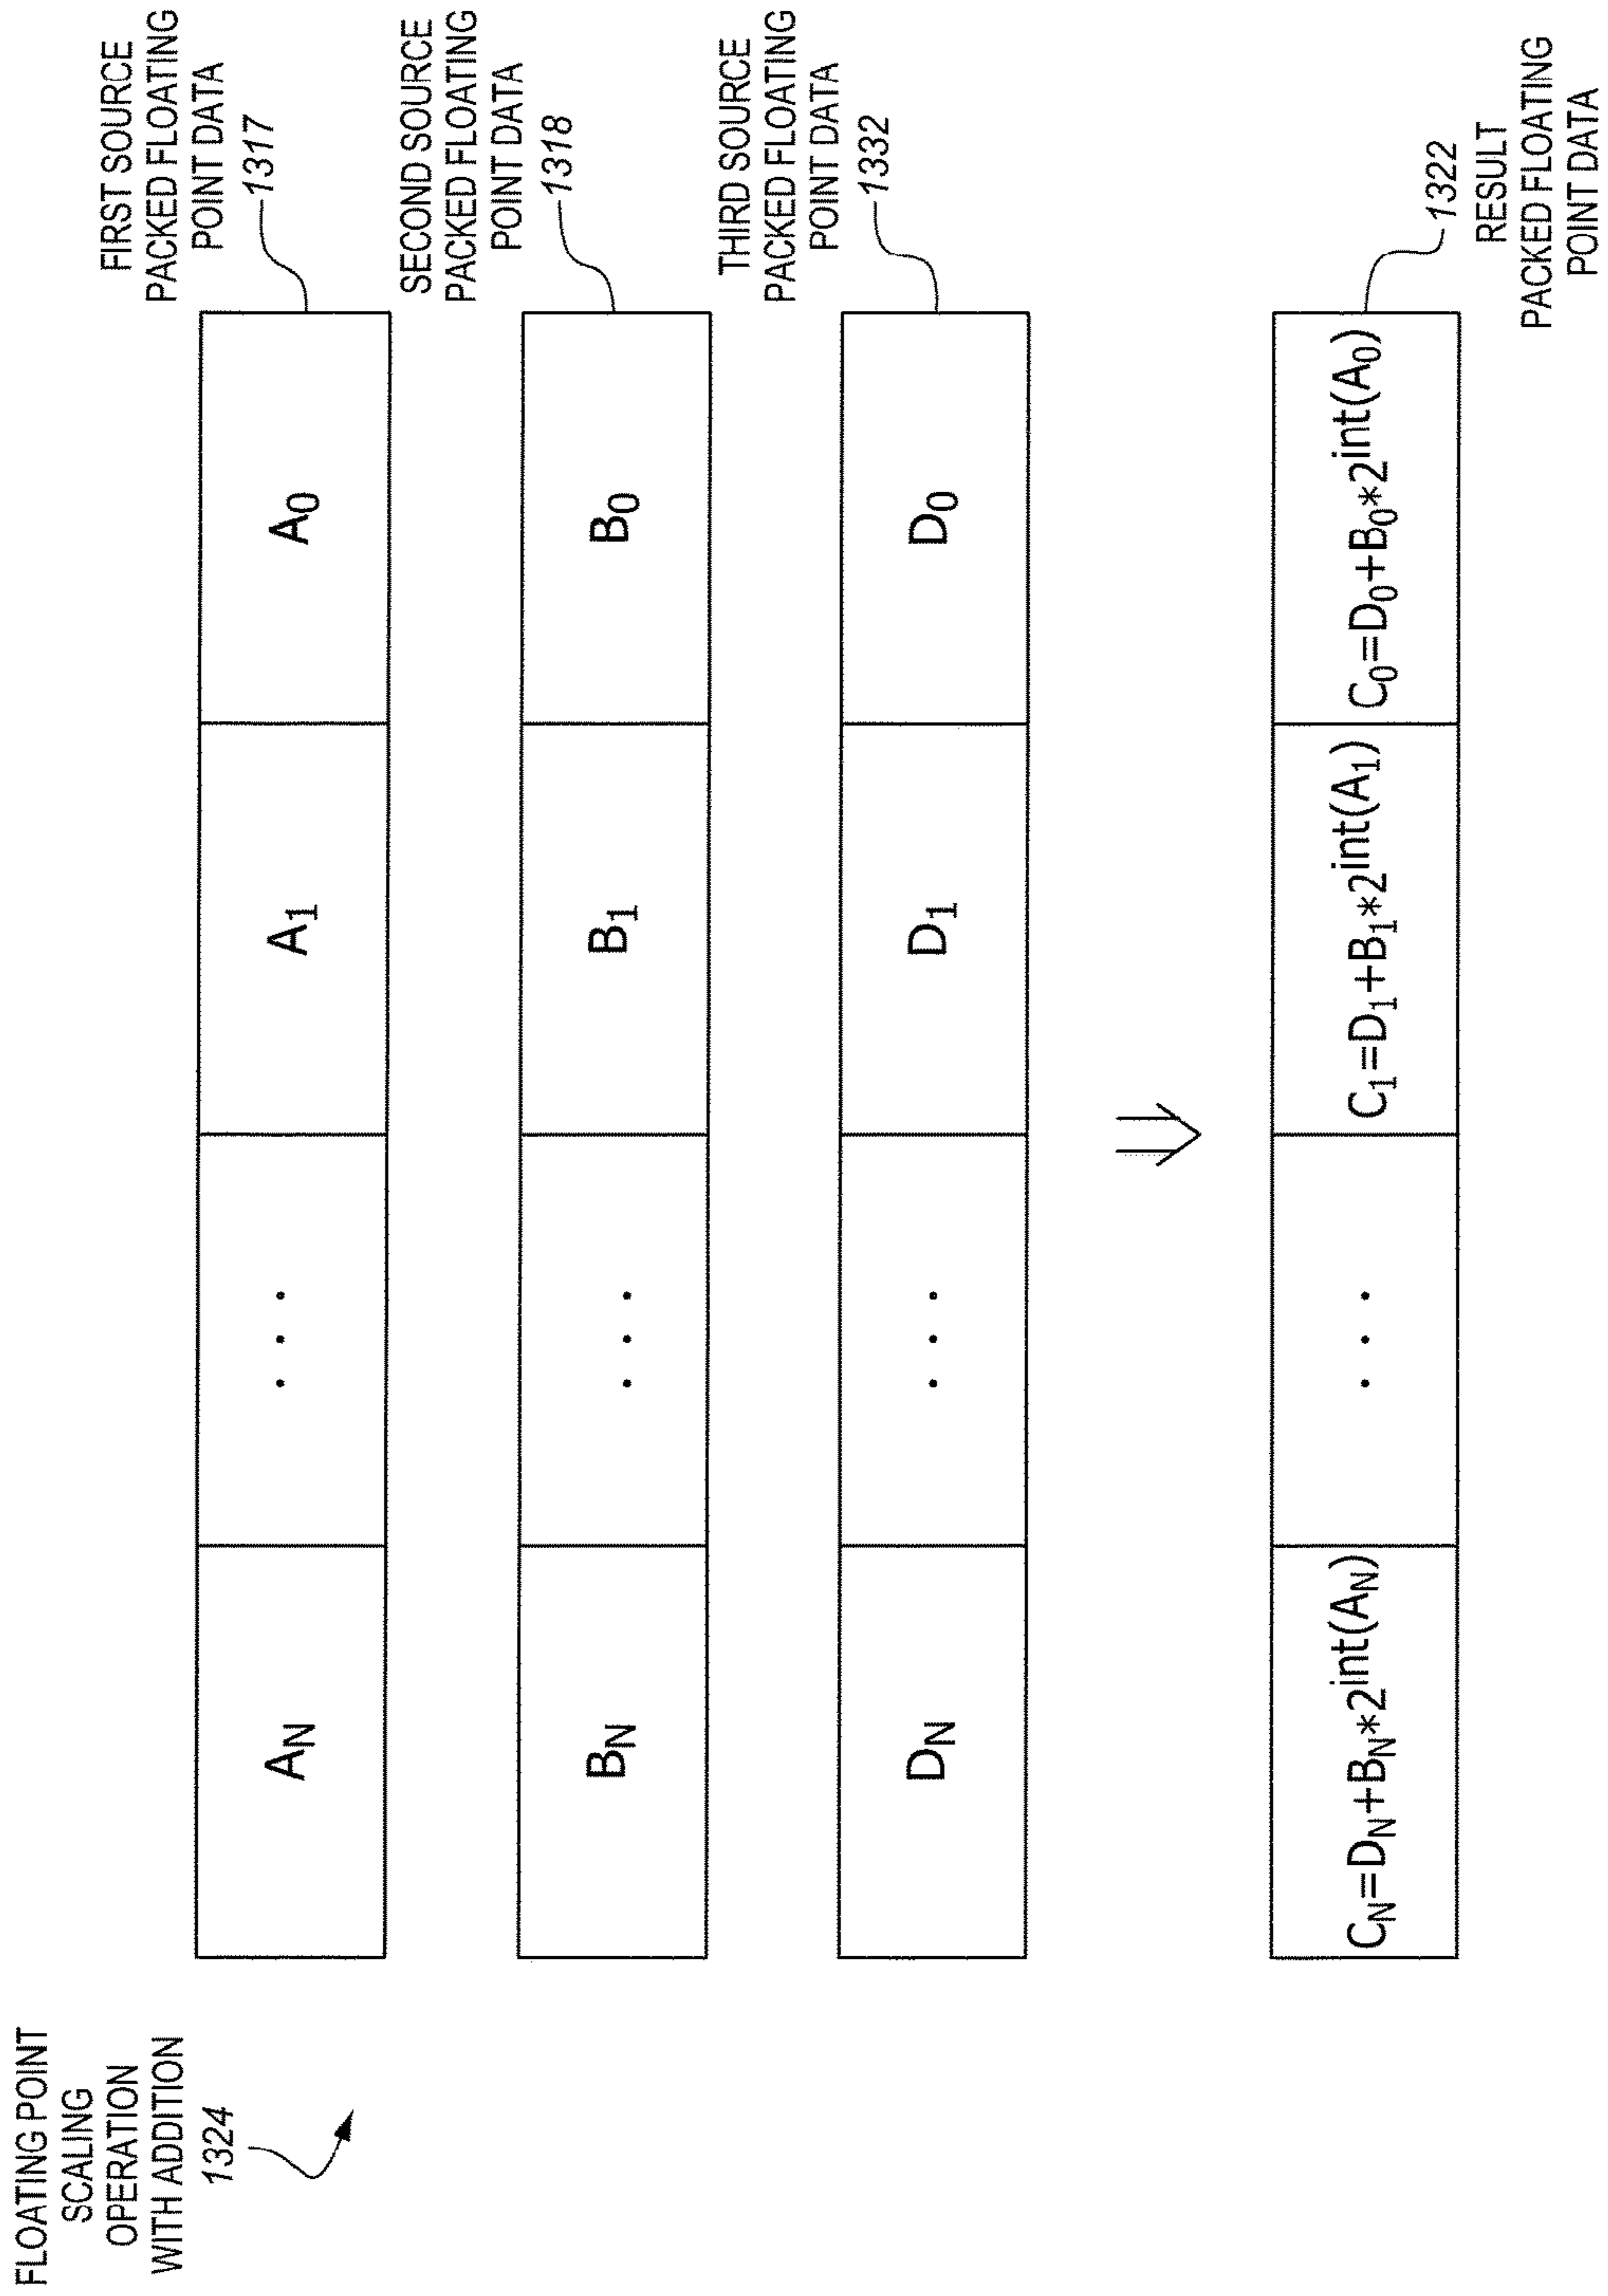 FLOATING POINT
SCALING
OPERATION
WITH ADDITION
1324
FIRST SOURCE
PACKED FLOATING
POINT DATA
1317
A_N
. . .
A_1
A_0
SECOND SOURCE
PACKED FLOATING
POINT DATA
1318
B_N
. . .
B_1
B_0
THIRD SOURCE
PACKED FLOATING
POINT DATA
1332
D_N
. . .
D_1
D_0
C_N=D_N+B_N*2^int(A_N)
. . .
C_1=D_1+B_1*2^int(A_1)
C_0=D_0+B_0*2^int(A_0)
1322
RESULT
PACKED FLOATING
POINT DATA